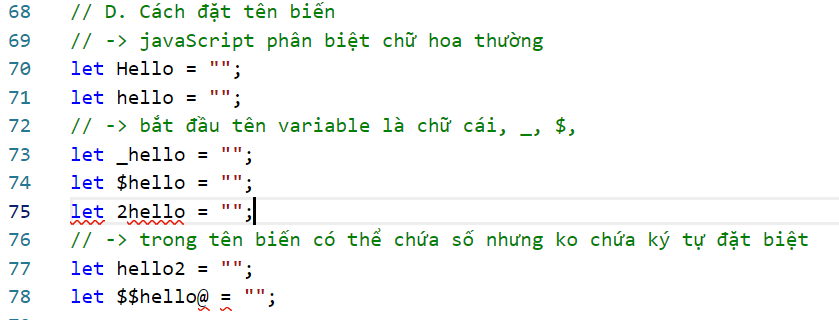 68 // D. Cách đặt tên biến
69 // -> javaScript phân biệt chữ hoa thường
70 let Hello = "";
71 let hello = "";
72 // -> bắt đầu tên variable là chữ cái, _, $,
73 let _hello = "";
74 let $hello = "";
75 let 2hello = "";
76 // -> trong tên biến có thể chứa số nhưng ko chứa ký tự đặt biệt
77 let hello2 = "";
78 let $$hello@ = "";